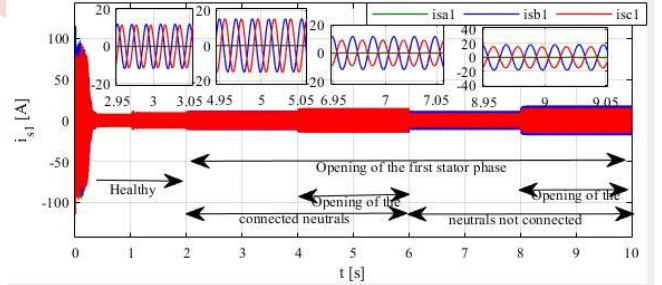 isa1 isb1 isc1
20
0
-20
2.95 3 3.05
20
0
-20
4.95 5 5.05
20
0
20
6.95 7 7.05
40
20
0
-20
-40
8.95 9 9.05
i_s1 [A]
100
50
0
-50
-100
Opening of the first stator phase
Healthy
Opening of the
Opening of the
connected neutrals
neutrals not connected
0 1 2 3 4 5 6 7 8 9 10
t [s]